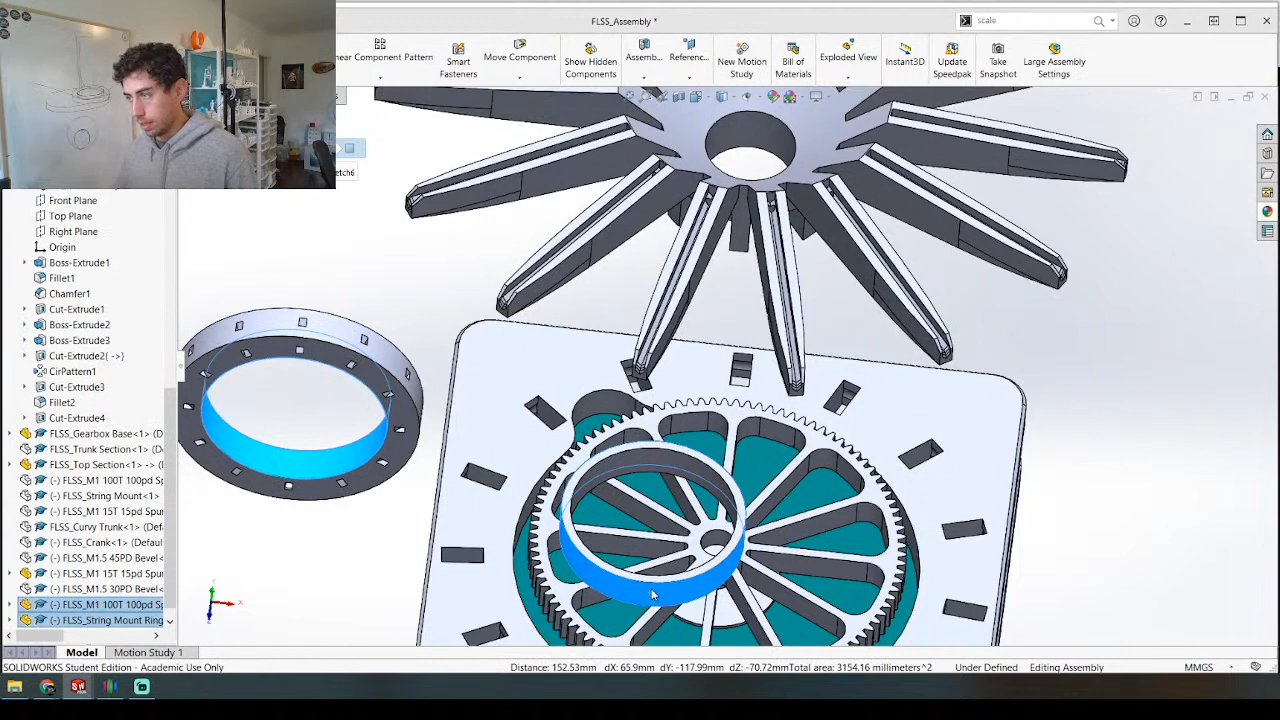 FLSS_Assembly *
scale
near Component Pattern
Smart Fasteners
Move Component
Show Hidden Components
Assemb...
Referenc...
New Motion Study
Bill of Materials
Exploded View
Instant3D
Update Speedpak
Take Snapshot
Large Assembly Settings
etch6
Front Plane
Top Plane
Right Plane
Origin
Boss-Extrude1
Fillet1
Chamfer1
Cut-Extrude1
Boss-Extrude2
Boss-Extrude3
Cut-Extrude2{ ->}
CirPattern1
Cut-Extrude3
Fillet2
Cut-Extrude4
FLSS_Gearbox Base<1> (D
(-) FLSS_Trunk Section<1> (D
(-) FLSS_Top Section<1> -> (
(-) FLSS_M1 100T 100pd Sp
(-) FLSS_String Mount<1>
(-) FLSS_M1 15T 15pd Spur
(-) FLSS_Curvy Trunk<1> (Def
(-) FLSS_Crank<1> (Default
(-) FLSS_M1.5 45PD Bevel<
(-) FLSS_M1 15T 15pd Spur
(-) FLSS_M1.5 30PD Bevel<
(-) FLSS_M1 100T 100pd Sp
(-) FLSS_String Mount Ring
Model Motion Study 1
SOLIDWORKS Student Edition - Academic Use Only
Distance: 152.53mm dX: 65.9mm dY: -117.99mm dZ: -70.72mmTotal area: 3154.16 millimeters^2 Under Defined Editing Assembly MMGS
X
SW